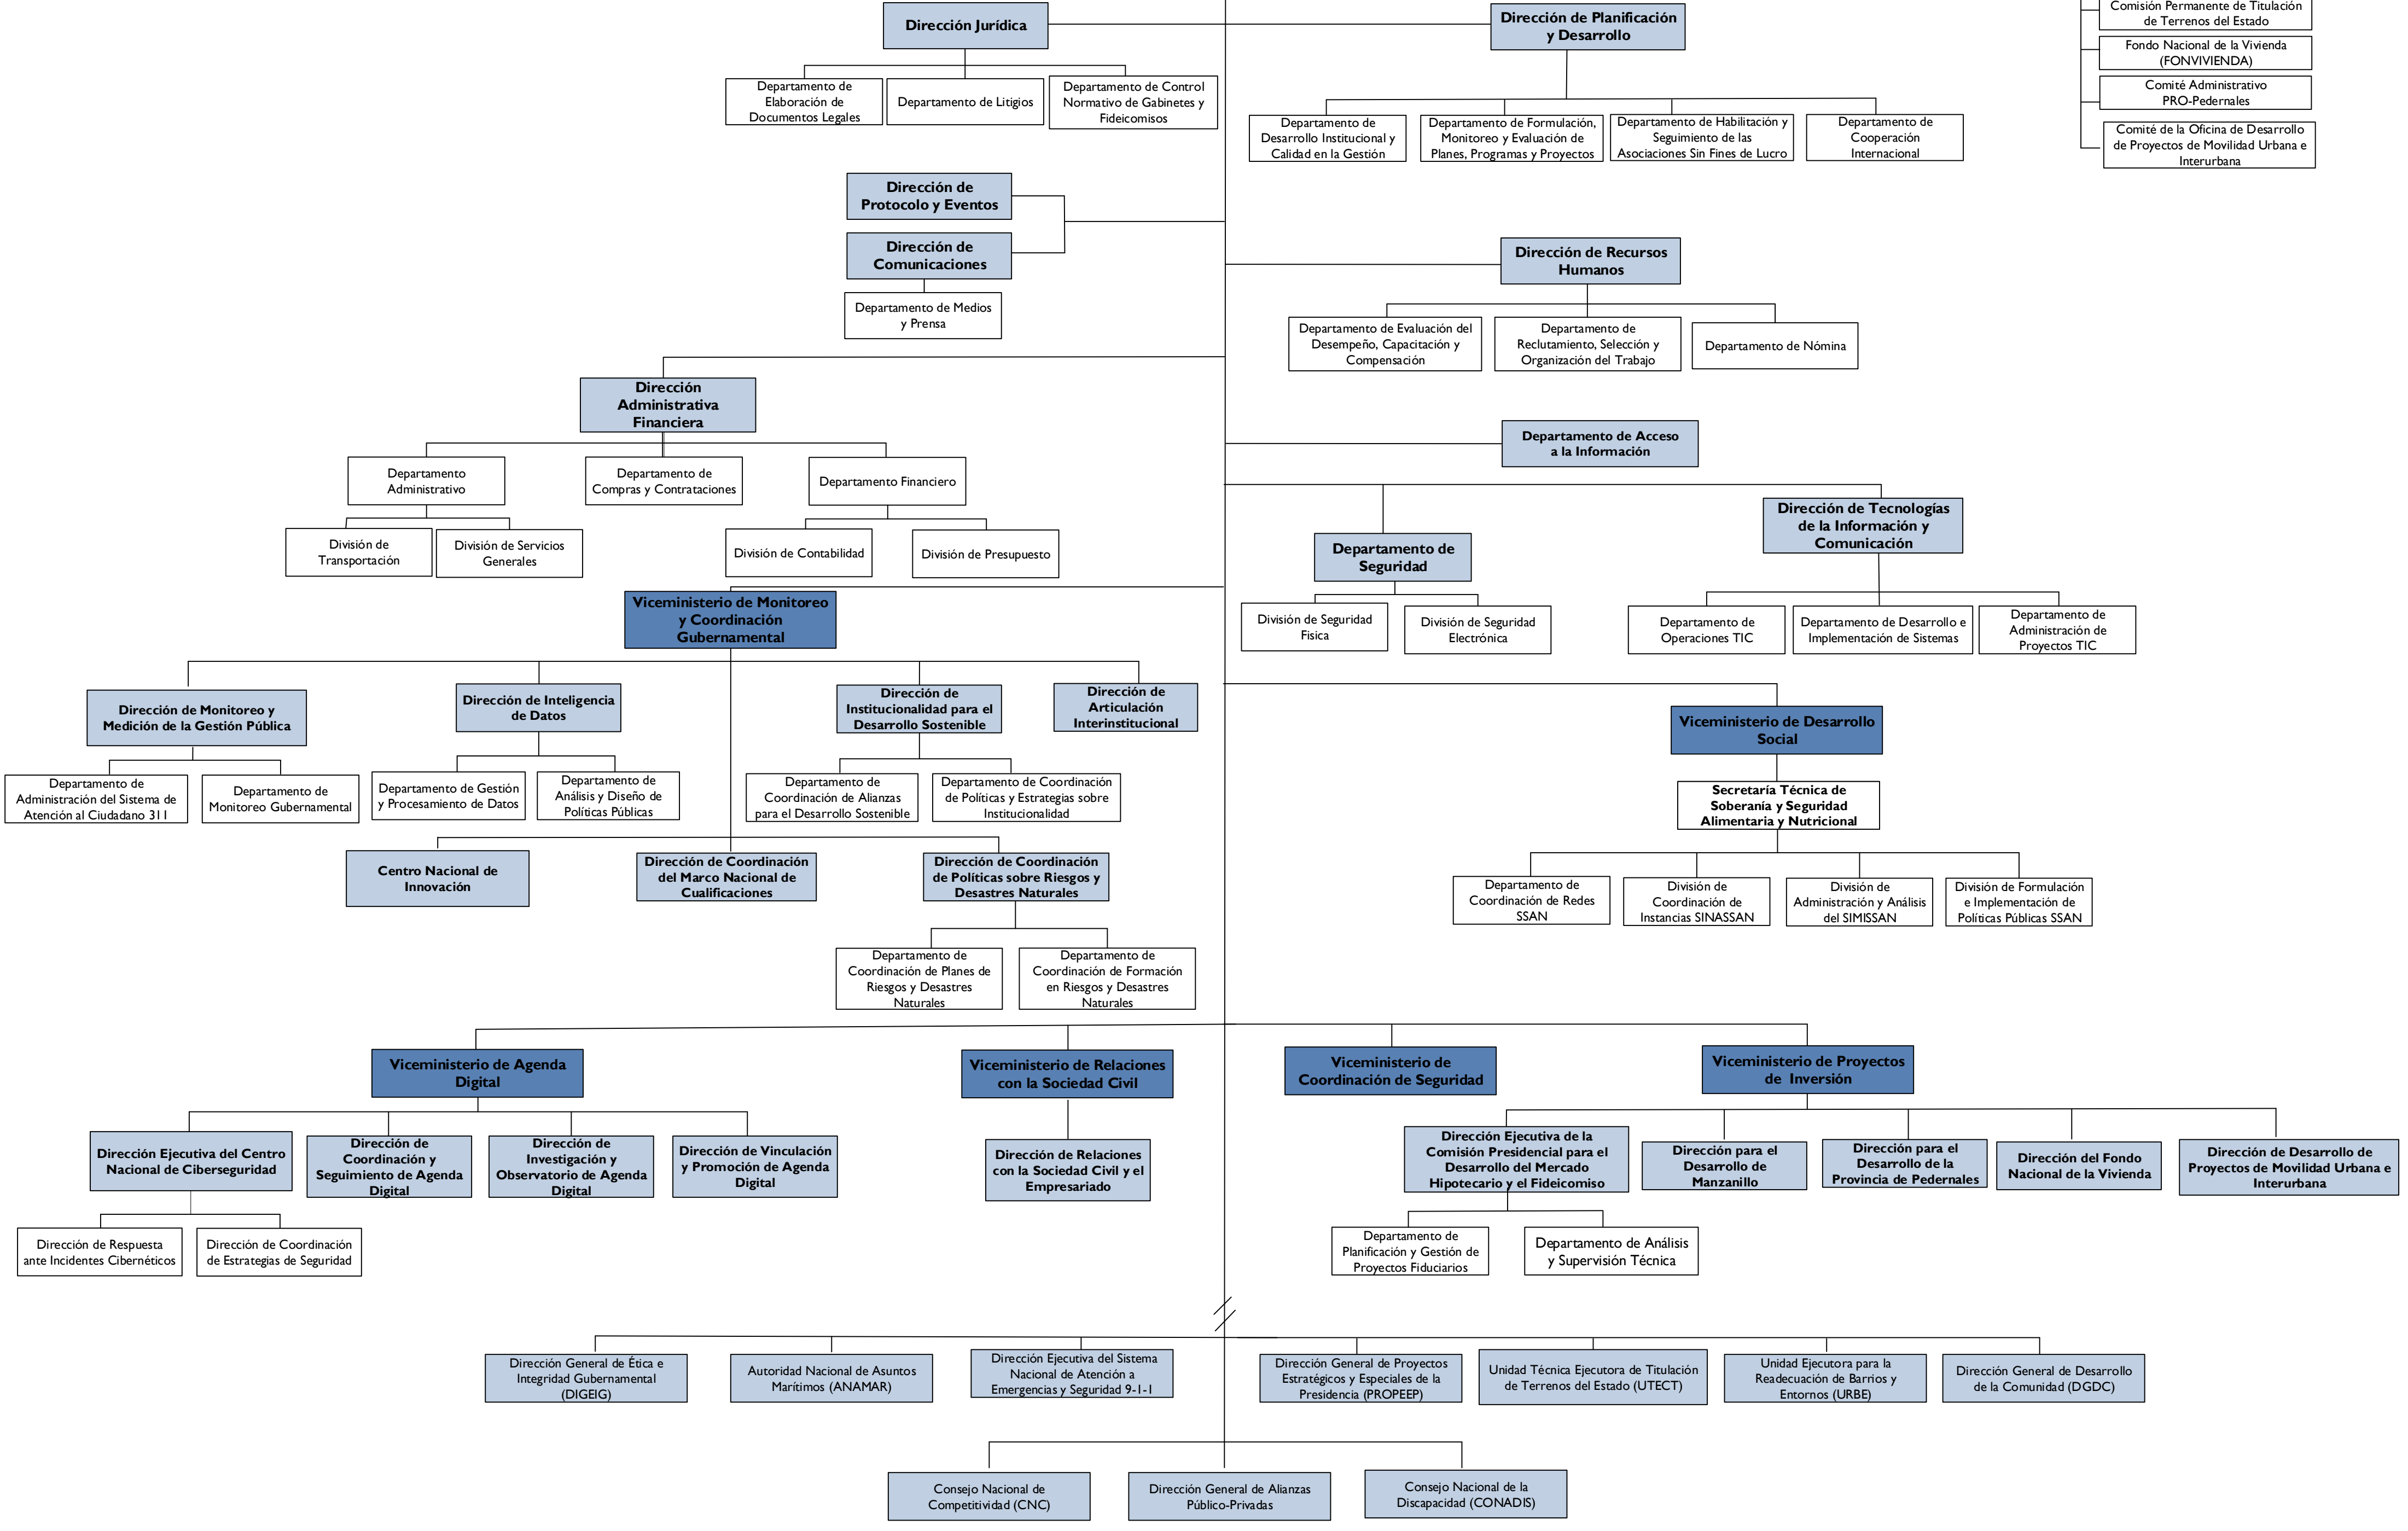 Dirección Jurídica
Dirección de Planificación
y Desarrollo
Comisión Permanente de Titulación
de Terrenos del Estado
Fondo Nacional de la Vivienda
(FONVIVIENDA)
Comité Administrativo
PRO-Pedernales
Comité de la Oficina de Desarrollo
de Proyectos de Movilidad Urbana e
Interurbana
Departamento de
Elaboración de
Documentos Legales
Departamento de Litigios
Departamento de Control
Normativo de Gabinetes y
Fideicomisos
Departamento de
Desarrollo Institucional y
Calidad en la Gestión
Departamento de Formulación,
Monitoreo y Evaluación de
Planes, Programas y Proyectos
Departamento de Habilitación y
Seguimiento de las
Asociaciones Sin Fines de Lucro
Departamento de
Cooperación
Internacional
Dirección de
Protocolo y Eventos
Dirección de
Comunicaciones
Departamento de Medios
y Prensa
Dirección de Recursos
Humanos
Departamento de Evaluación del
Desempeño, Capacitación y
Compensación
Departamento de
Reclutamiento, Selección y
Organización del Trabajo
Departamento de Nómina
Dirección
Administrativa
Financiera
Departamento
Administrativo
Departamento de
Compras y Contrataciones
Departamento Financiero
División de
Transportación
División de Servicios
Generales
División de Contabilidad
División de Presupuesto
Departamento de Acceso
a la Información
Departamento de
Seguridad
Dirección de Tecnologías
de la Información y
Comunicación
División de Seguridad
Fisica
División de Seguridad
Electrónica
Departamento de
Operaciones TIC
Departamento de Desarrollo e
Implementación de Sistemas
Departamento de
Administración de
Proyectos TIC
Viceministerio de Monitoreo
y Coordinación
Gubernamental
Dirección de Monitoreo y
Medición de la Gestión Pública
Dirección de Inteligencia
de Datos
Dirección de
Institucionalidad para el
Desarrollo Sostenible
Dirección de
Articulación
Interinstitucional
Departamento de
Administración del Sistema de
Atención al Ciudadano 311
Departamento de
Monitoreo Gubernamental
Departamento de Gestión
y Procesamiento de Datos
Departamento de
Análisis y Diseño de
Políticas Públicas
Departamento de
Coordinación de Alianzas
para el Desarrollo Sostenible
Departamento de Coordinación
de Políticas y Estrategias sobre
Institucionalidad
Centro Nacional de
Innovación
Dirección de Coordinación
del Marco Nacional de
Cualificaciones
Dirección de Coordinación
de Políticas sobre Riesgos y
Desastres Naturales
Departamento de
Coordinación de Planes de
Riesgos y Desastres
Naturales
Departamento de
Coordinación de Formación
en Riesgos y Desastres
Naturales
Viceministerio de Desarrollo
Social
Secretaría Técnica de
Soberanía y Seguridad
Alimentaria y Nutricional
Departamento de
Coordinación de Redes
SSAN
División de
Coordinación de
Instancias SINASSAN
División de
Administración y Análisis
del SIMISSAN
División de Formulación
e Implementación de
Políticas Públicas SSAN
Viceministerio de Agenda
Digital
Viceministerio de Relaciones
con la Sociedad Civil
Viceministerio de
Coordinación de Seguridad
Viceministerio de Proyectos
de Inversión
Dirección Ejecutiva del Centro
Nacional de Ciberseguridad
Dirección de
Coordinación y
Seguimiento de Agenda
Digital
Dirección de
Investigación y
Observatorio de Agenda
Digital
Dirección de Vinculación
y Promoción de Agenda
Digital
Dirección de Relaciones
con la Sociedad Civil y el
Empresariado
Dirección Ejecutiva de la
Comisión Presidencial para el
Desarrollo del Mercado
Hipotecario y el Fideicomiso
Dirección para el
Desarrollo de
Manzanillo
Dirección para el
Desarrollo de la
Provincia de Pedernales
Dirección del Fondo
Nacional de la Vivienda
Dirección de Desarrollo de
Proyectos de Movilidad Urbana e
Interurbana
Dirección de Respuesta
ante Incidentes Cibernéticos
Dirección de Coordinación
de Estrategias de Seguridad
Departamento de
Planificación y Gestión de
Proyectos Fiduciarios
Departamento de Análisis
y Supervisión Técnica
Dirección General de Ética e
Integridad Gubernamental
(DIGEIG)
Autoridad Nacional de Asuntos
Marítimos (ANAMAR)
Dirección Ejecutiva del Sistema
Nacional de Atención a
Emergencias y Seguridad 9-1-1
Dirección General de Proyectos
Estratégicos y Especiales de la
Presidencia (PROPEEP)
Unidad Técnica Ejecutora de Titulación
de Terrenos del Estado (UTECT)
Unidad Ejecutora para la
Readecuación de Barrios y
Entornos (URBE)
Dirección General de Desarrollo
de la Comunidad (DGDC)
Consejo Nacional de
Competitividad (CNC)
Dirección General de Alianzas
Público-Privadas
Consejo Nacional de la
Discapacidad (CONADIS)